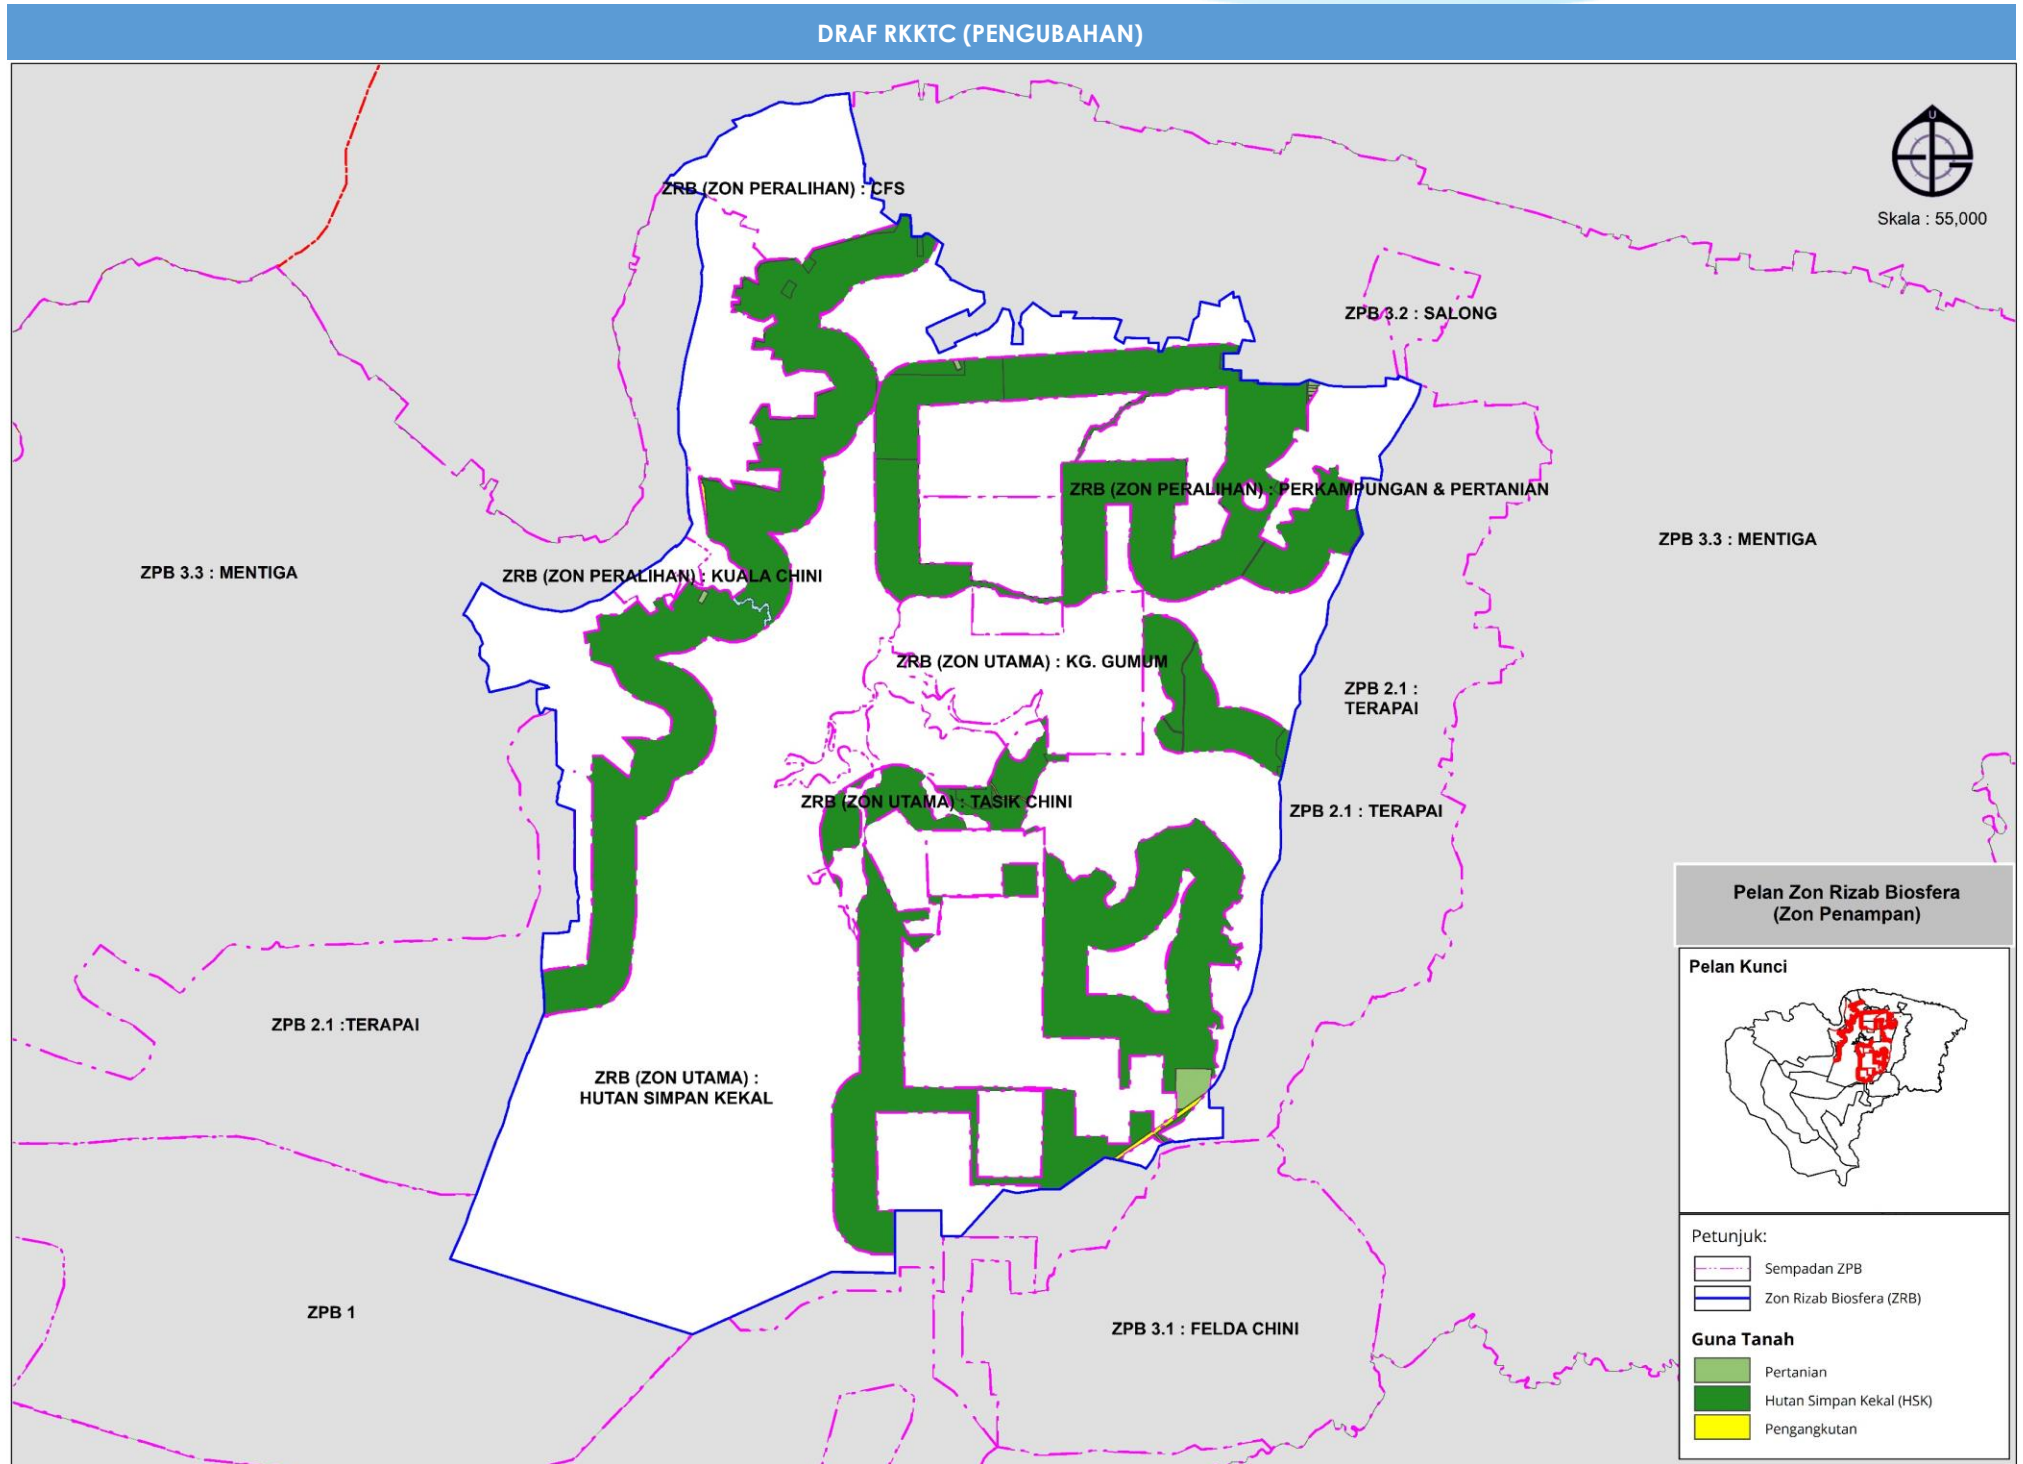 DRAF RKKTC (PENGUBAHAN)
U
Skala : 55,000
ZRB (ZON PERALIHAN) : CFS
ZPB 3.2 : SALONG
ZRB (ZON PERALIHAN) : PERKAMPUNGAN & PERTANIAN
ZPB 3.3 : MENTIGA
ZPB 3.3 : MENTIGA
ZRB (ZON PERALIHAN) : KUALA CHINI
ZRB (ZON UTAMA) : KG. GUMUM
ZPB 2.1 :
TERAPAI
ZRB (ZON UTAMA) : TASIK CHINI
ZPB 2.1 : TERAPAI
ZPB 2.1 :TERAPAI
ZRB (ZON UTAMA) :
HUTAN SIMPAN KEKAL
ZPB 1
ZPB 3.1 : FELDA CHINI
Pelan Zon Rizab Biosfera
(Zon Penampan)
Pelan Kunci
Petunjuk:
Sempadan ZPB
Zon Rizab Biosfera (ZRB)
Guna Tanah
Pertanian
Hutan Simpan Kekal (HSK)
Pengangkutan